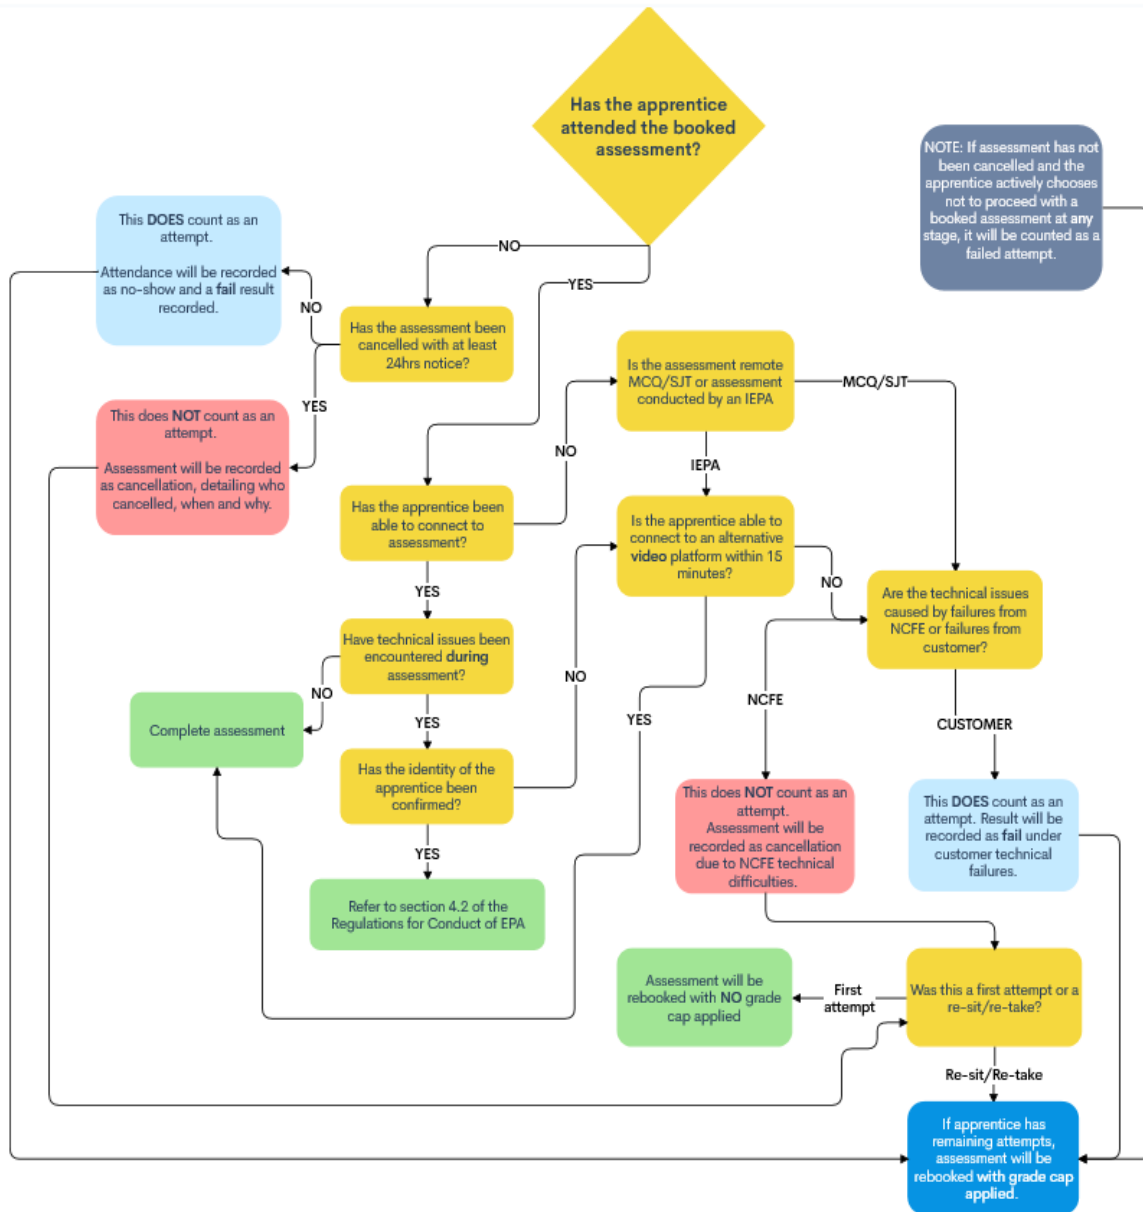 Has the apprentice
attended the booked
assessment?
NOTE: If assessment has not
been cancelled and the
apprentice actively chooses
not to proceed with a
booked assessment at any
stage, it will be counted as a
failed attempt.
This DOES count as an
attempt.
Attendance will be recorded
as no-show and a fail result
recorded.
NO
YES
NO
Has the assessment been
cancelled with at least
24hrs notice?
YES
This does NOT count as an
attempt.
Assessment will be recorded
as cancellation, detailing who
cancelled, when and why.
Is the assessment remote
MCQ/SJT or assessment
conducted by an IEPA
MCQ/SJT
NO
IEPA
Has the apprentice been
able to connect to
assessment?
Is the apprentice able to
connect to an alternative
video platform within 15
minutes?
NO
YES
Are the technical issues
caused by failures from
NCFE or failures from
customer?
Have technical issues been
encountered during
assessment?
NO
NO
YES
YES
NCFE
CUSTOMER
Complete assessment
Has the identity of the
apprentice been
confirmed?
YES
This does NOT count as an
attempt.
Assessment will be
recorded as cancellation
due to NCFE technical
difficulties.
This DOES count as an
attempt. Result will be
recorded as fail under
customer technical
failures.
Refer to section 4.2 of the
Regulations for Conduct of EPA
Assessment will be
rebooked with NO grade
cap applied
First
attempt
Was this a first attempt or a
re-sit/re-take?
Re-sit/Re-take
If apprentice has
remaining attempts,
assessment will be
rebooked with grade cap
applied.